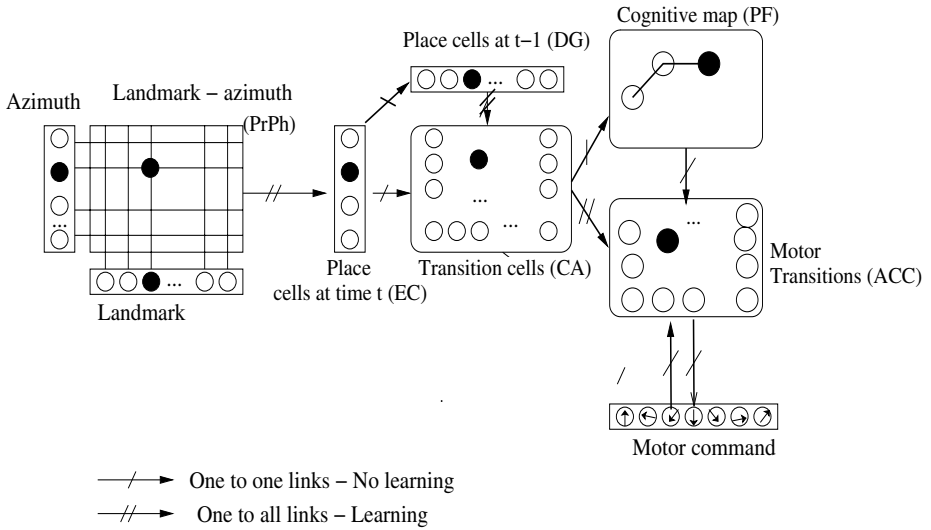 Cognitive map (PF)
Place cells at t−1 (DG)
Azimuth
Landmark − azimuth
(PrPh)
...
...
...
...
...
...
...
Place
cells at time t (EC)
Transition cells (CA)
Motor
Transitions (ACC)
Landmark
Motor command
One to one links − No learning
One to all links − Learning